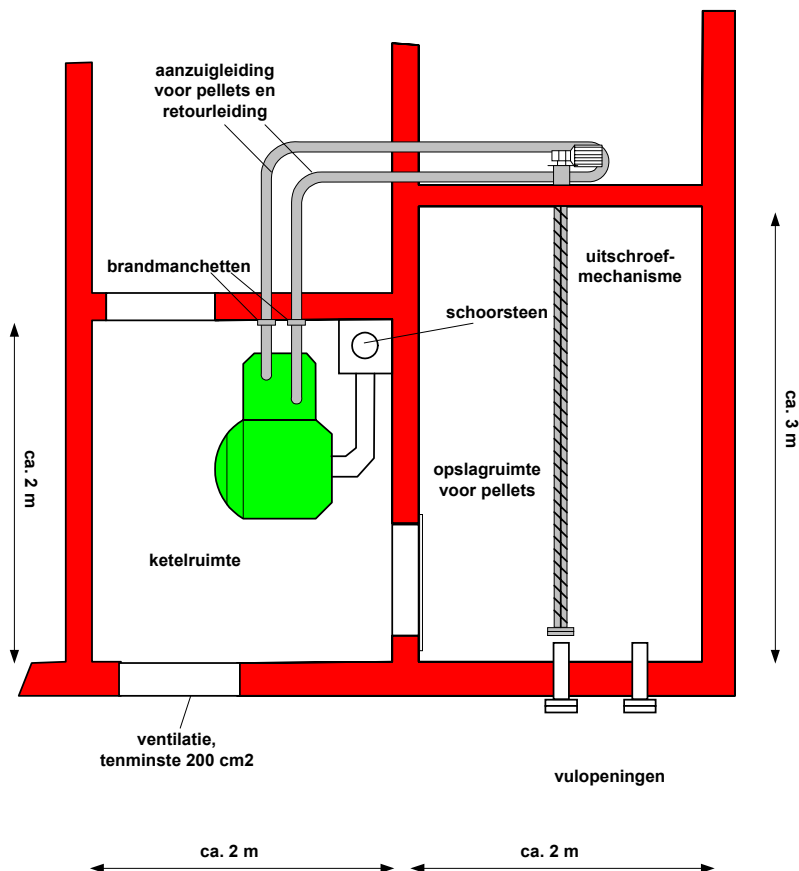 aanzuigleiding
voor pellets en
retourleiding
brandmanchetten
uitschroef-
mechanisme
schoorsteen
ca. 2 m
ca. 3 m
opslagruimte
voor pellets
ketelruimte
ventilatie,
tenminste 200 cm2
vulopeningen
ca. 2 m
ca. 2 m